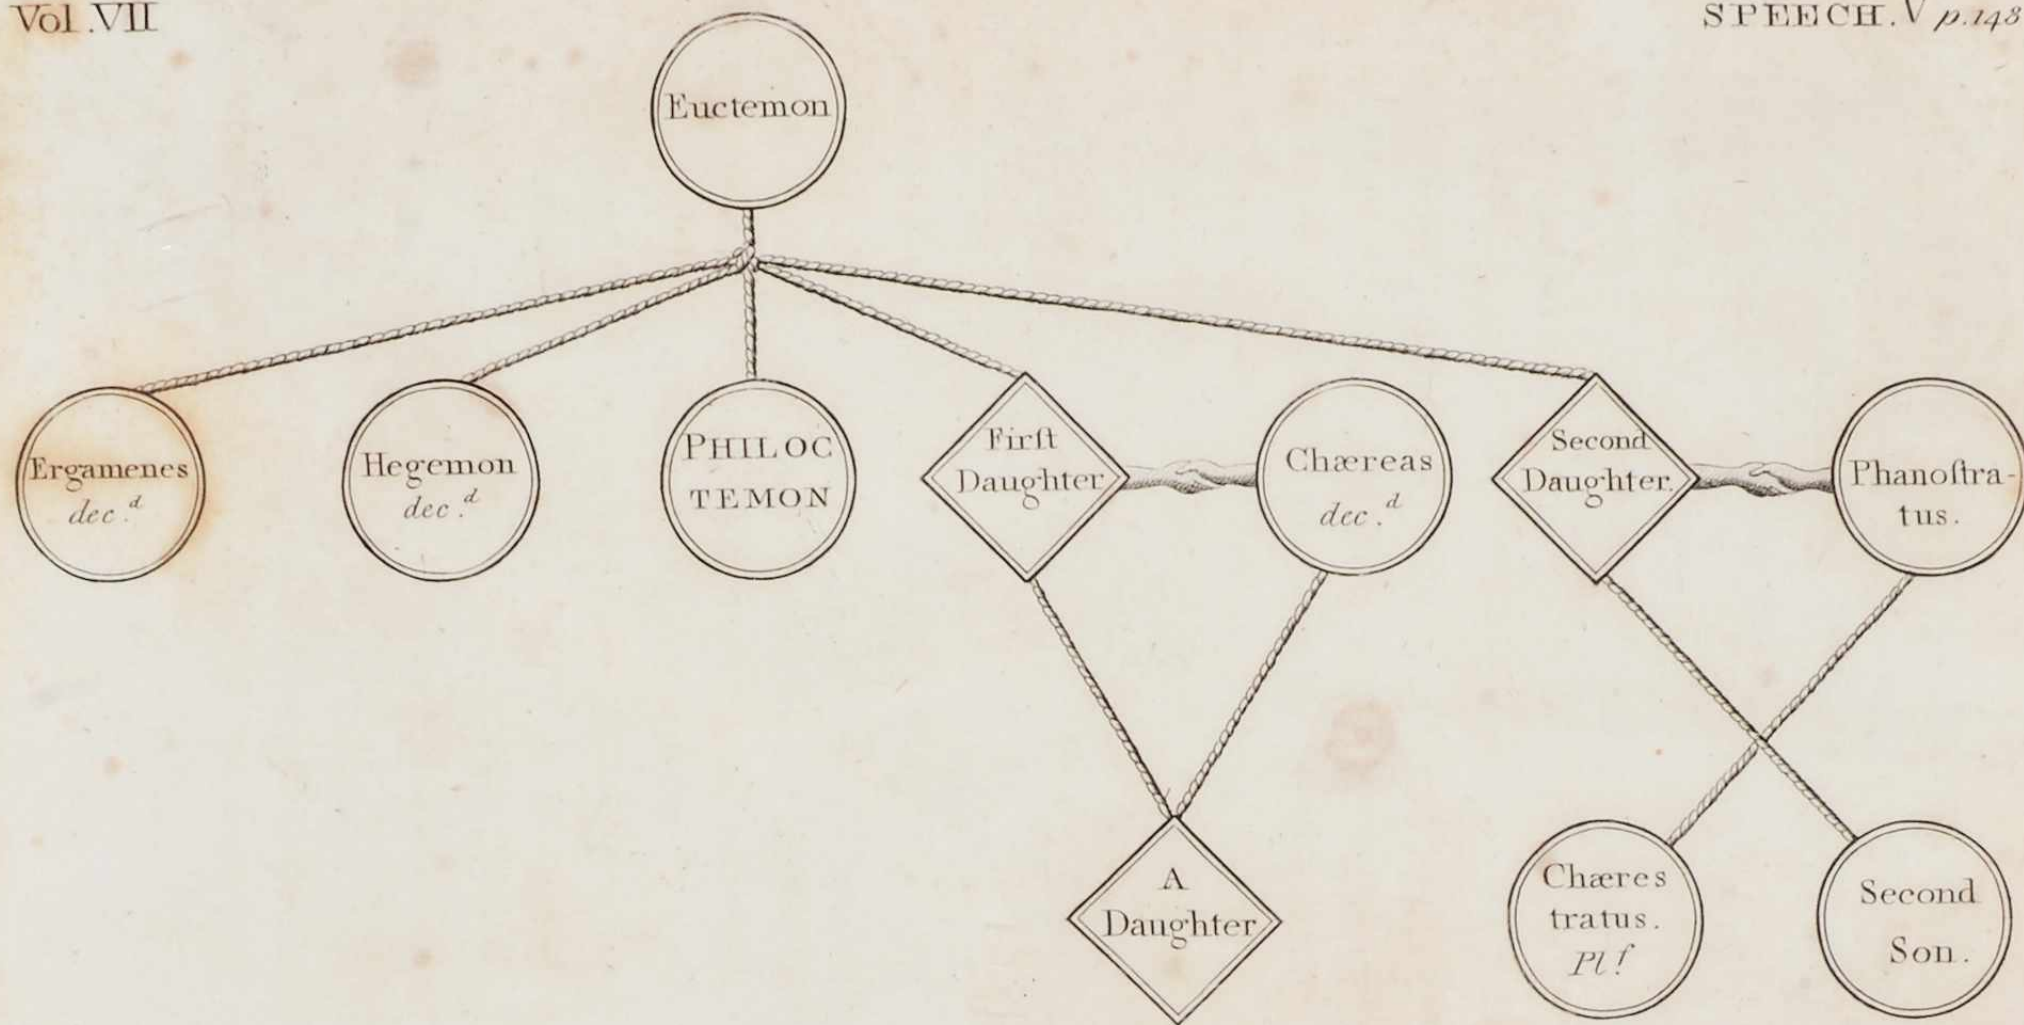 Vol.VII
SPEECH.V p.148
Euctemon
Ergamenes
dec.d
Hegemon
dec.d
PHILOC
TEMON
Firſt
Daughter
Chæreas
dec.d
Second
Daughter.
Phanoſtra-
tus.
A
Daughter
Chæres
tratus.
Pl.f
Second
Son.